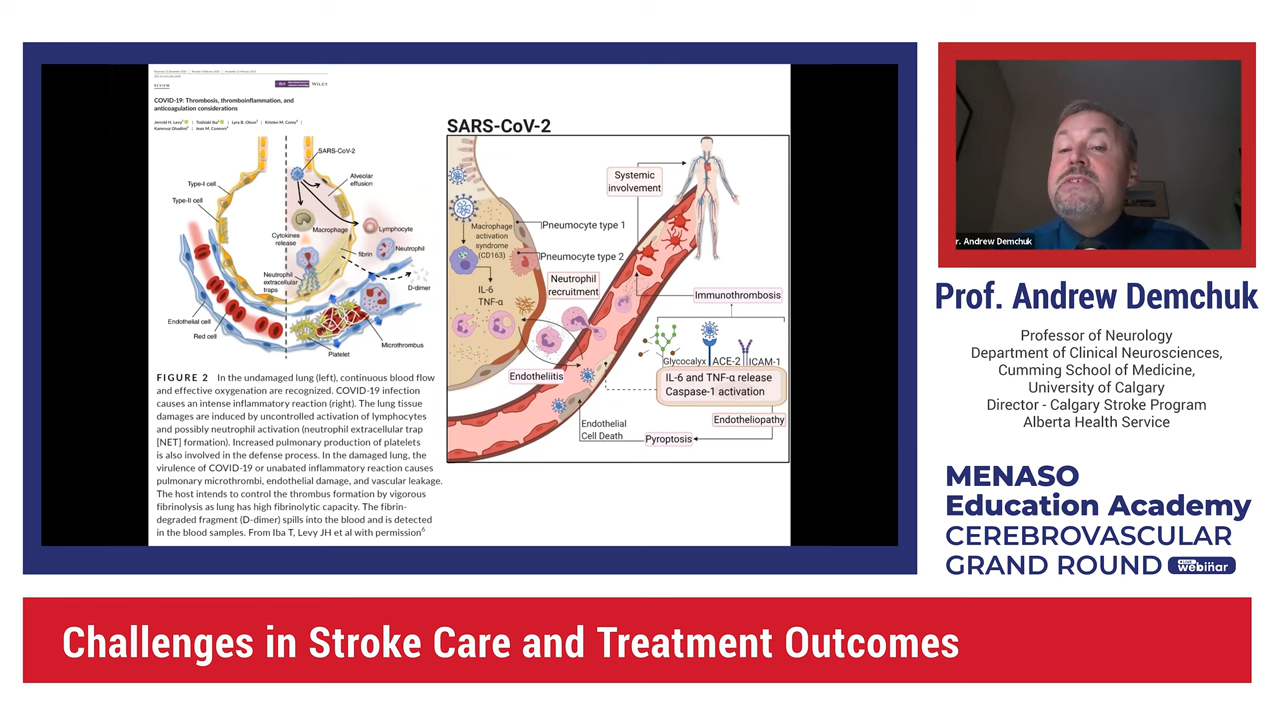 REVIEW
WILEY
COVID-19: Thrombosis, thromboinflammation, and
anticoagulation considerations
SARS-CoV-2
Type-I cell
Type-II cell
Alveolar
effusion
Cytokines
release
Macrophage
Lymphocyte
Neutrophil
fibrin
Neutrophil
extracellular
traps
D-dimer
Endothelial cell
Red cell
Platelet
Microthrombus
FIGURE 2 In the undamaged lung (left), continuous blood flow
and effective oxygenation are recognized. COVID-19 infection
causes an intense inflammatory reaction (right). The lung tissue
damages are induced by uncontrolled activation of lymphocytes
and possibly neutrophil activation (neutrophil extracellular trap
[NET] formation). Increased pulmonary production of platelets
is also involved in the defense process. In the damaged lung, the
virulence of COVID-19 or unabated inflammatory reaction causes
pulmonary microthrombi, endothelial damage, and vascular leakage.
The host intends to control the thrombus formation by vigorous
fibrinolysis as lung has high fibrinolytic capacity. The fibrin-
degraded fragment (D-dimer) spills into the blood and is detected
in the blood samples. From Iba T, Levy JH et al with permission6
SARS-CoV-2
Systemic
involvement
Macrophage
activation
syndrome
(CD163)
Pneumocyte type 1
Pneumocyte type 2
IL-6
TNF-α
Neutrophil
recruitment
Immunothrombosis
Glycocalyx
ACE-2
ICAM-1
Endotheliitis
IL-6 and TNF-α release
Caspase-1 activation
Endotheliopathy
Endothelial
Cell Death
Pyroptosis
r. Andrew Demchuk
Prof. Andrew Demchuk
Professor of Neurology
Department of Clinical Neurosciences,
Cumming School of Medicine,
University of Calgary
Director - Calgary Stroke Program
Alberta Health Service
MENASO
Education Academy
CEREBROVASCULAR
GRAND ROUND webinar
Challenges in Stroke Care and Treatment Outcomes